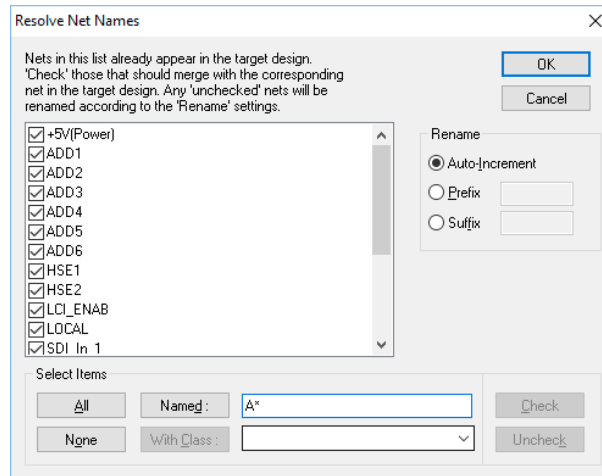 Resolve Net Names
Nets in this list already appear in the target design.
'Check' those that should merge with the corresponding
net in the target design. Any 'unchecked' nets will be
renamed according to the 'Rename' settings.
OK
Cancel
+5V(Power)
ADD1
ADD2
ADD3
ADD4
ADD5
ADD6
HSE1
HSE2
LCI_ENAB
LOCAL
SDI_In_1
Rename
Auto-Increment
Prefix
Suffix
Select Items
All
Named :
A*
Check
None
With Class :
Uncheck